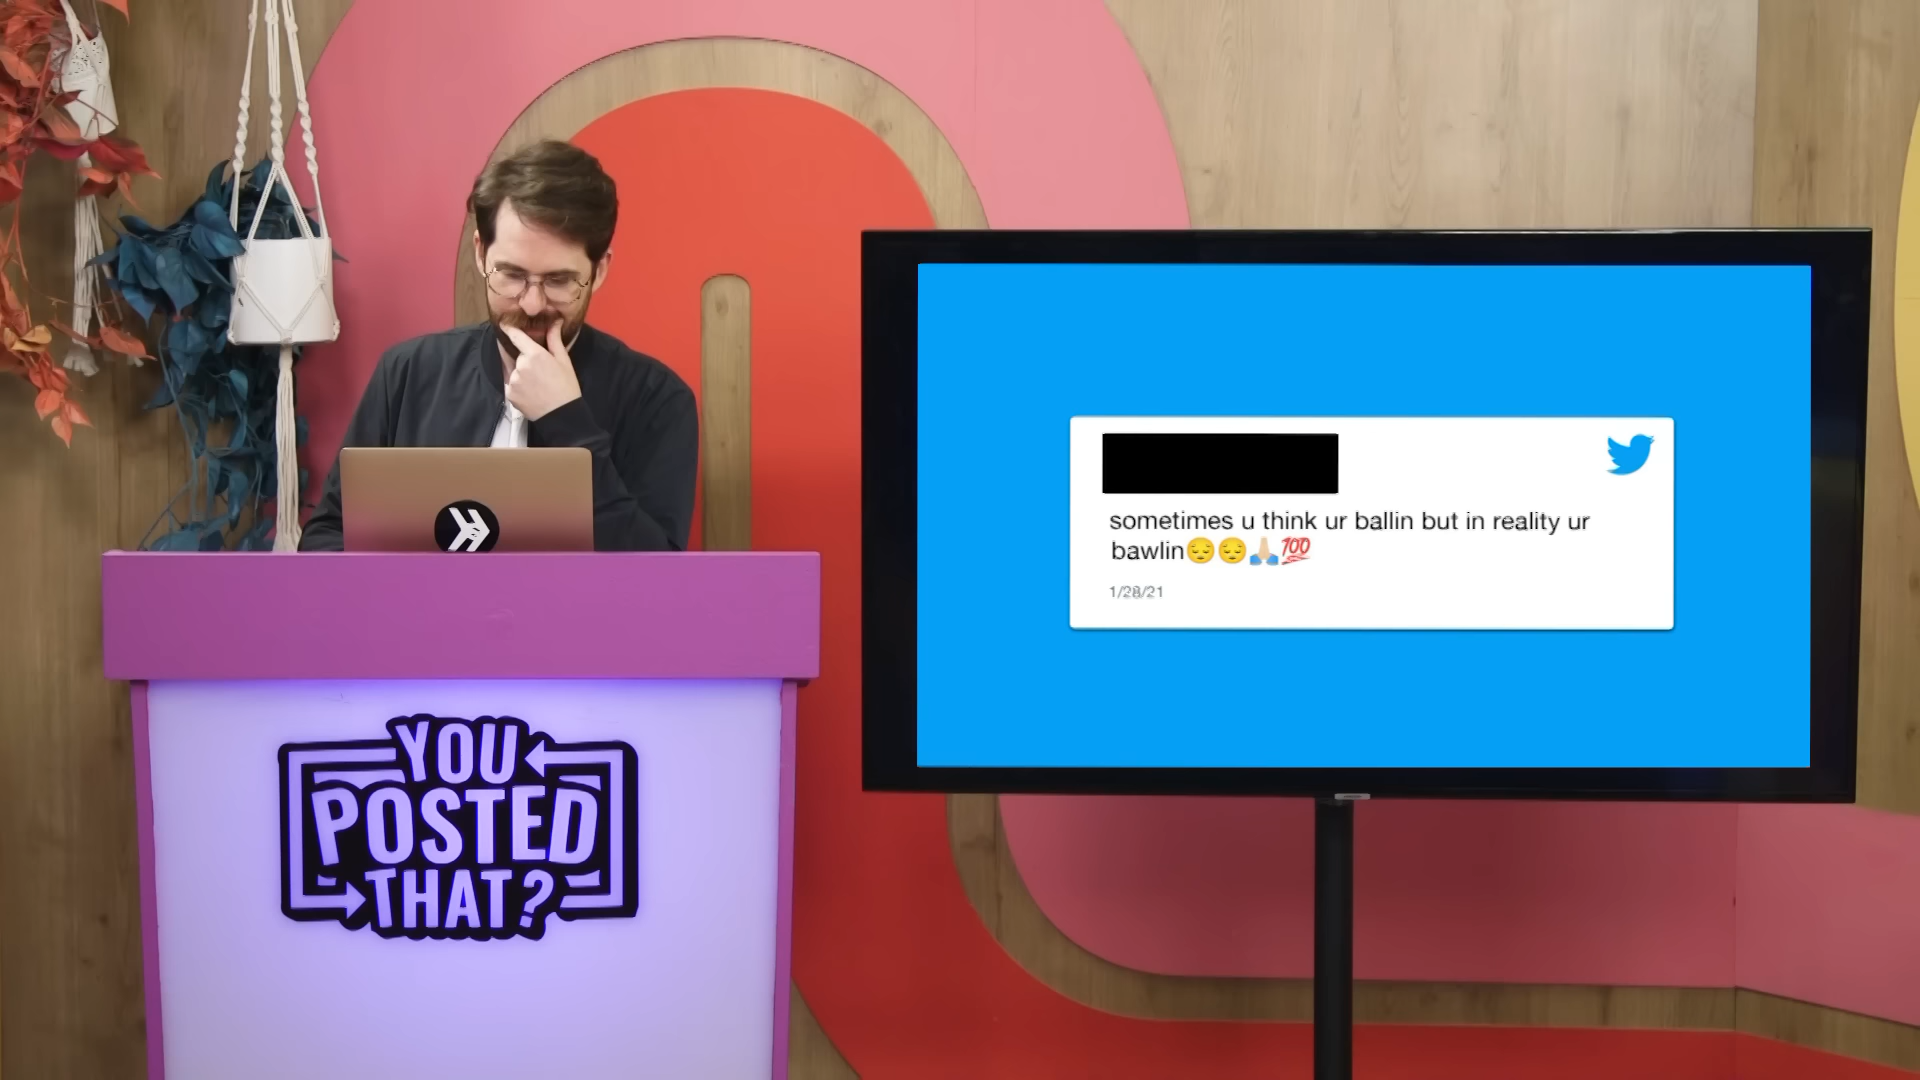 sometimes u think ur ballin but in reality ur
bawlin😔😔🙏🏼💯
1/28/21
YOU
POSTED
THAT?